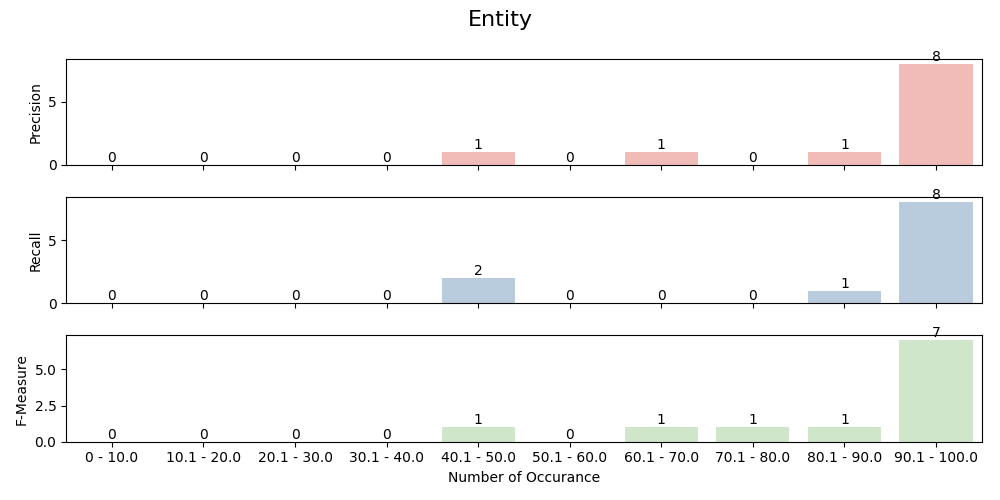 Entity
Precision
5
0
0 0 0 0 1 0 1 0 1 8
Recall
5
0
0 0 0 0 2 0 0 0 1 8
F-Measure
5.0
2.5
0.0
0 0 0 0 1 0 1 1 1 7
0 - 10.0 10.1 - 20.0 20.1 - 30.0 30.1 - 40.0 40.1 - 50.0 50.1 - 60.0 60.1 - 70.0 70.1 - 80.0 80.1 - 90.0 90.1 - 100.0
Number of Occurance